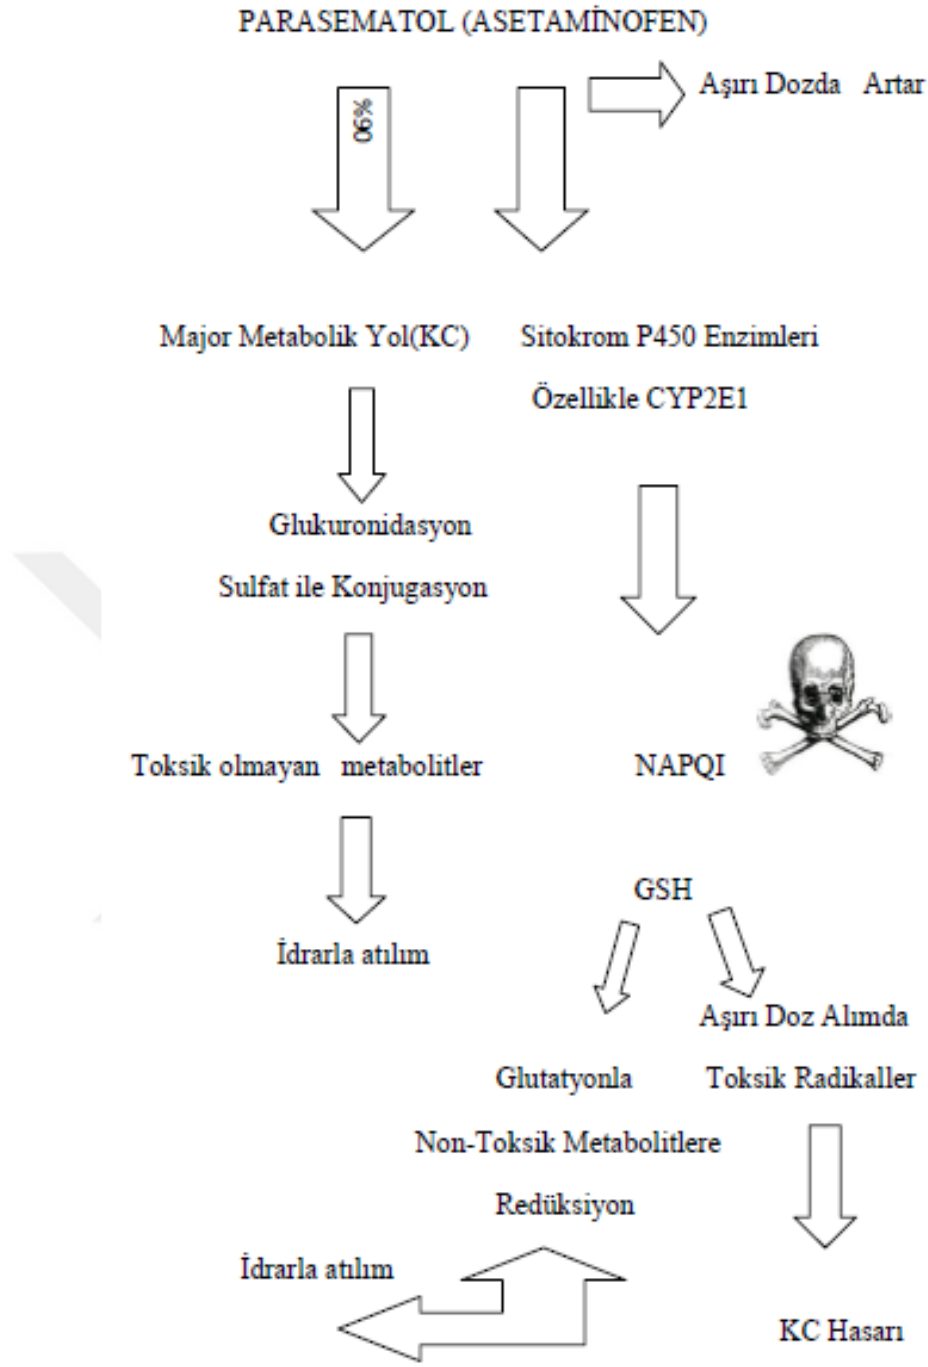 PARASEMATOL (ASETAMİNOFEN)
Aşırı Dozda Artar
%90
Major Metabolik Yol(KC)
Sitokrom P450 Enzimleri
Özellikle CYP2E1
Glukuronidasyon
Sulfat ile Konjugasyon
Toksik olmayan metabolitler
NAPQI
GSH
İdrarla atılım
Aşırı Doz Alımda
Glutatyonla
Toksik Radikaller
Non-Toksik Metabolitlere
Redüksiyon
İdrarla atılım
KC Hasarı